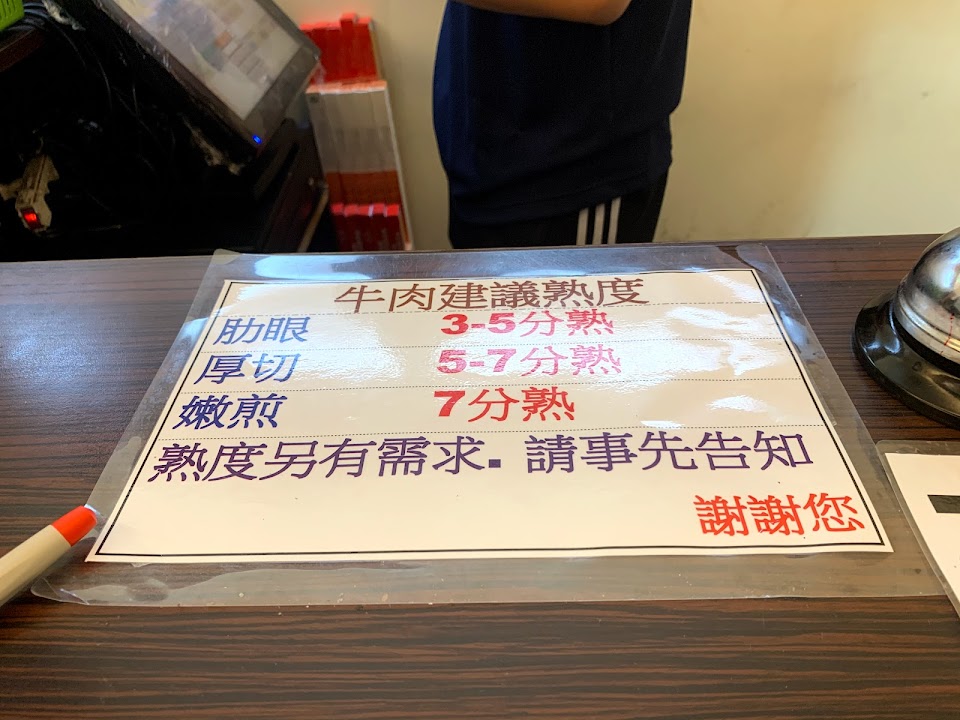 牛肉建議熟度
肋眼 3-5分熟
厚切 5-7分熟
嫩煎 7分熟
熟度另有需求. 請事先告知
謝謝您